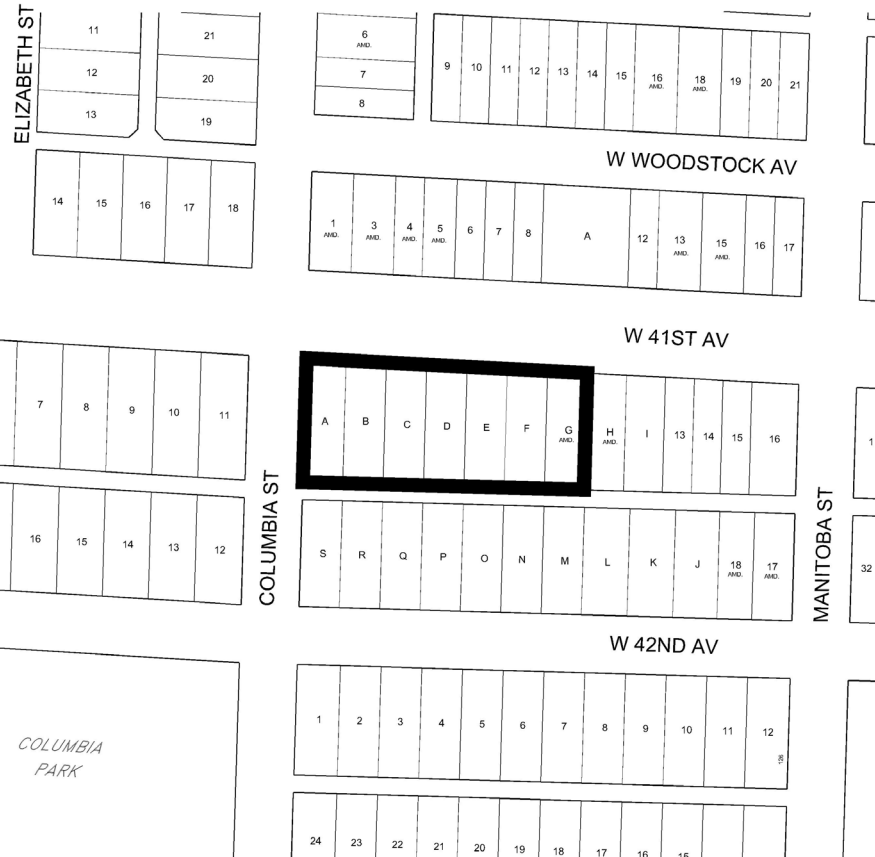 ELIZABETH ST
11
21
12
20
13
19
6
AMD.
7
8
9 10 11 12 13 14 15 16 18 19 20 21
AMD. AMD.
W WOODSTOCK AV
14 15 16 17 18
1 3 4 5 6 7 8 A 12 13 15 16 17
AMD. AMD. AMD. AMD. AMD. AMD.
W 41ST AV
7 8 9 10 11
A B C D E F G H I 13 14 15 16
AMD. AMD.
1
COLUMBIA ST
MANITOBA ST
16 15 14 13 12
S R Q P O N M L K J 18 17
AMD. AMD.
32
W 42ND AV
COLUMBIA
PARK
1 2 3 4 5 6 7 8 9 10 11 12
126
24 23 22 21 20 19 18 17 16 15